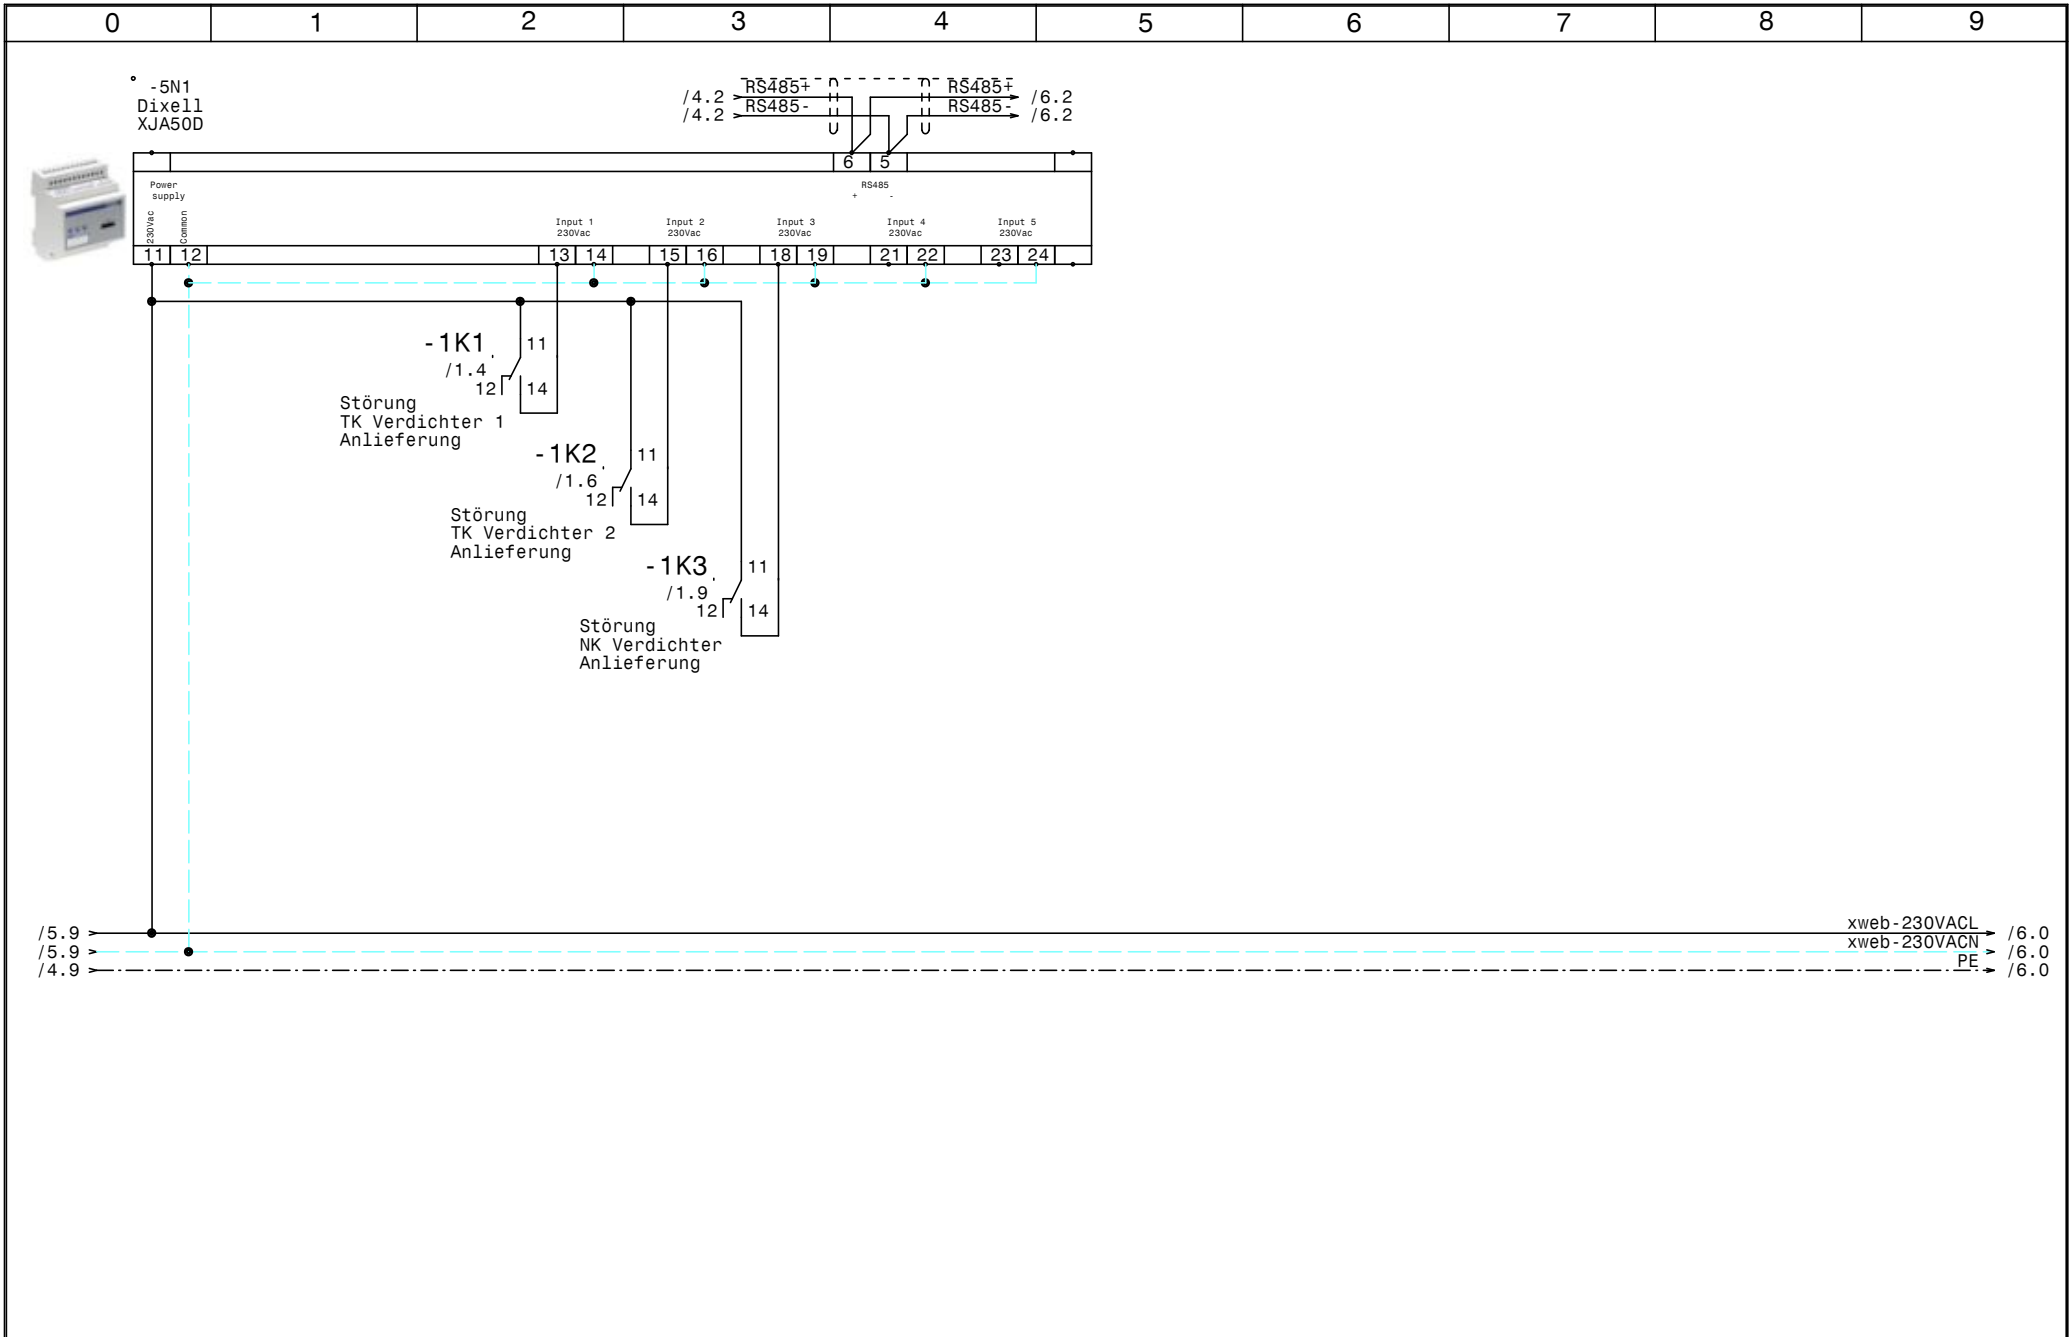 0 1 2 3 4 5 6 7 8 9
-5N1
Dixell
XJA50D
/4.2 RS485+ RS485+ /6.2
/4.2 RS485- RS485- /6.2
6 5
Power
supply
RS485
+ -
230Vac Common
Input 1 Input 2 Input 3 Input 4 Input 5
230Vac 230Vac 230Vac 230Vac 230Vac
11 12 13 14 15 16 18 19 21 22 23 24
-1K1 11
/1.4
12 14
Störung
TK Verdichter 1
Anlieferung
-1K2 11
/1.6
12 14
Störung
TK Verdichter 2
Anlieferung
-1K3 11
/1.9
12 14
Störung
NK Verdichter
Anlieferung
/5.9 xweb-230VACL /6.0
/5.9 xweb-230VACN /6.0
/4.9 PE /6.0